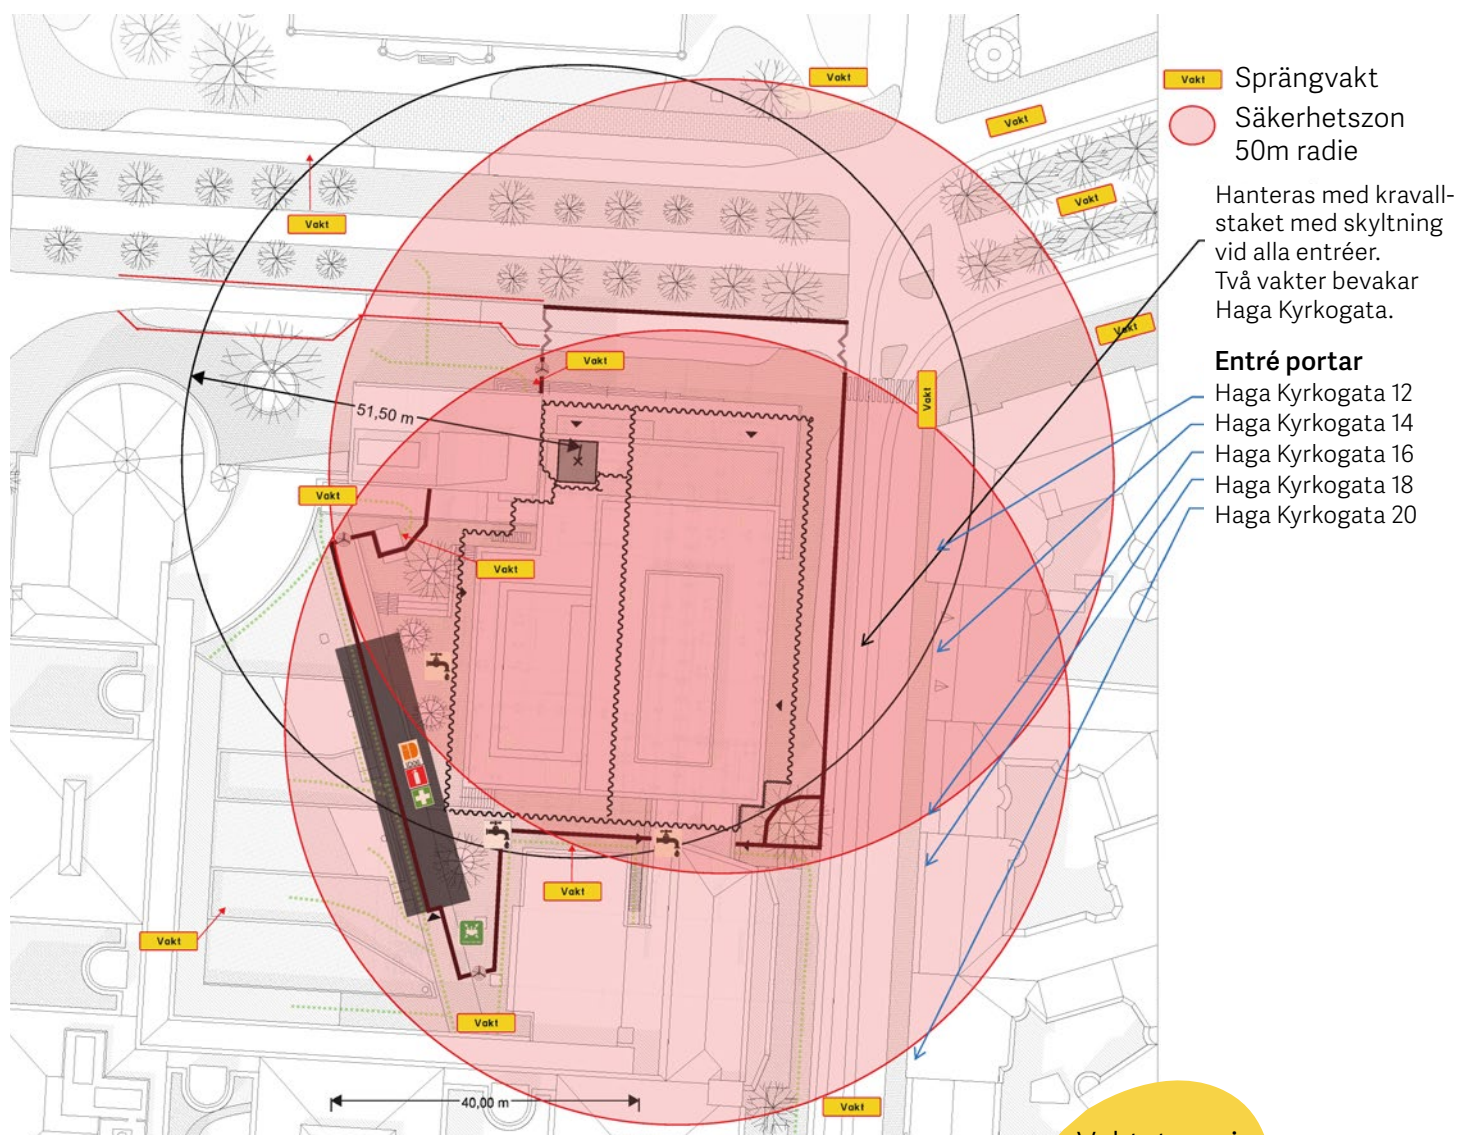 Vakt
Sprängvakt
Säkerhetszon
50m radie
Hanteras med kravall-
staket med skyltning
vid alla entréer.
Två vakter bevakar
Haga Kyrkogata.
Entré portar
Haga Kyrkogata 12
Haga Kyrkogata 14
Haga Kyrkogata 16
Haga Kyrkogata 18
Haga Kyrkogata 20
Vakt
Vakt
Vakt
Vakt
Vakt
Vakt
Vakt
51,50 m
Vakt
Vakt
Vakt
Vakt
Vakt
Vakt
40,00 m
Vakt